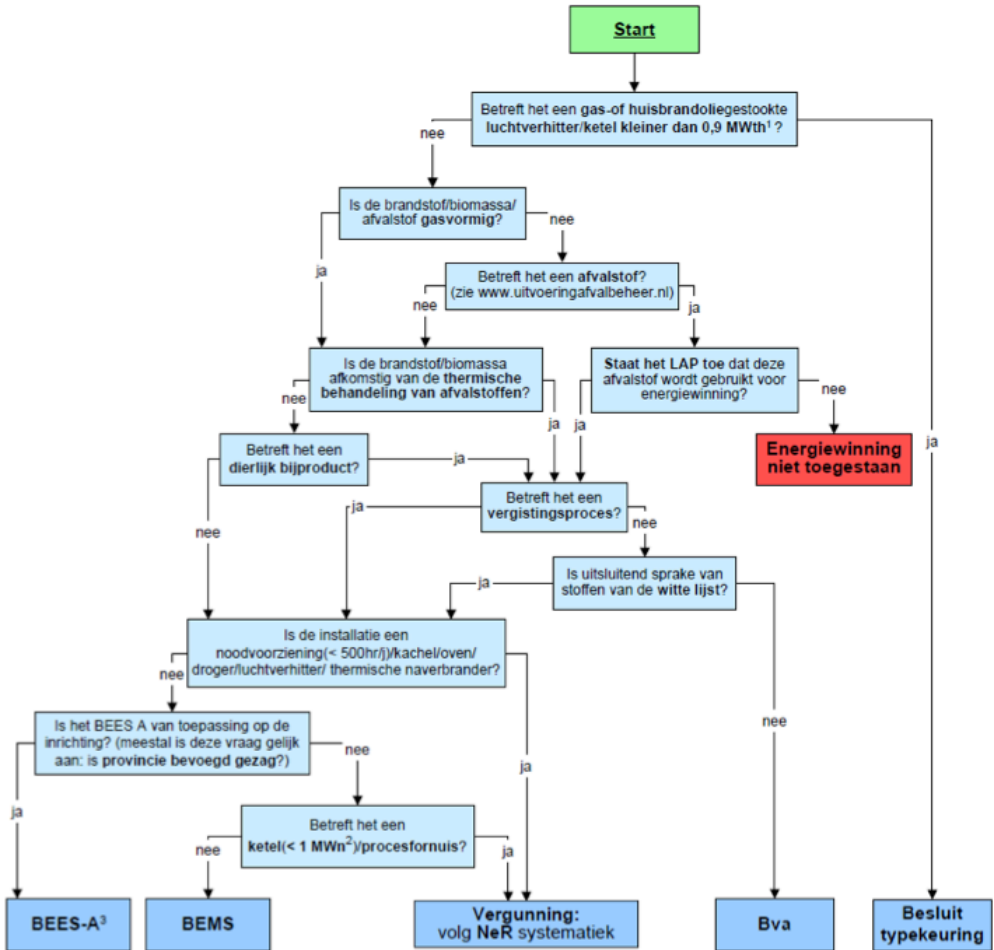 Start
Betreft het een gas-of huisbrandoliegestookte
luchtverhitter/ketel kleiner dan 0,9 MWth¹ ?
nee
Is de brandstof/biomassa/
afvalstof gasvormig?
nee
ja
Betreft het een afvalstof?
(zie www.uitvoeringafvalbeheer.nl)
nee
ja
Is de brandstof/biomassa
afkomstig van de thermische
behandeling van afvalstoffen?
Staat het LAP toe dat deze
afvalstof wordt gebruikt voor
energiewinning?
nee
nee
ja
ja
ja
Energiewinning
niet toegestaan
Betreft het een
dierlijk bijproduct?
ja
Betreft het een
vergistingsproces?
ja
nee
nee
Is uitsluitend sprake van
stoffen van de witte lijst?
ja
Is de installatie een
noodvoorziening(< 500hr/j)/kachel/oven/
droger/luchtverhitter/ thermische naverbrander?
nee
Is het BEES A van toepassing op de
inrichting? (meestal is deze vraag gelijk
aan: is provincie bevoegd gezag?)
nee
nee
ja
ja
Betreft het een
ketel(< 1 MWn²)/procesfornuis?
nee
ja
BEES-A³
BEMS
Vergunning:
volg NeR systematiek
Bva
Besluit
typekeuring